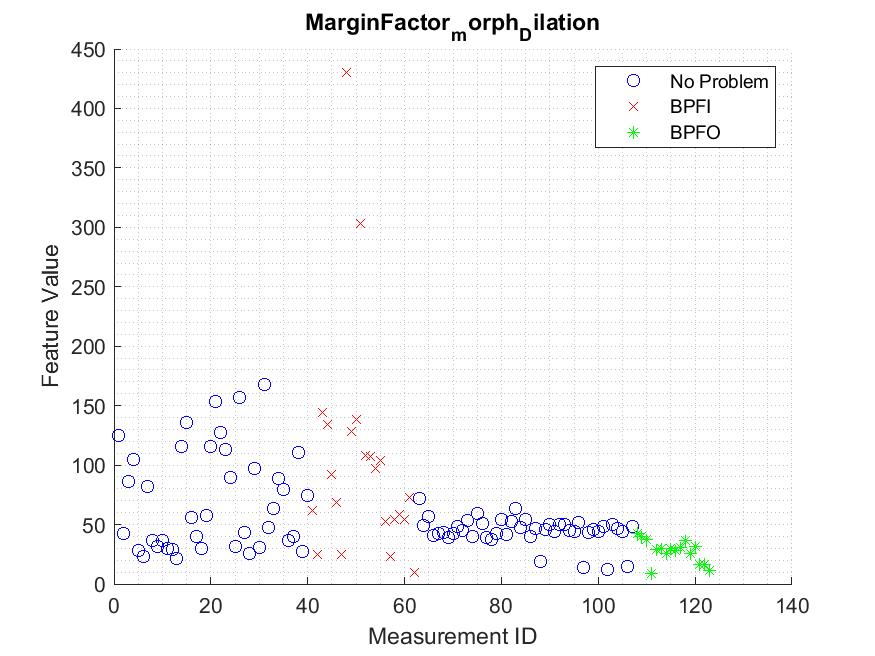 MarginFactor_morph_Dilation
450
400
350
300
250
200
150
100
50
0
Feature Value
No Problem
BPFI
BPFO
0 20 40 60 80 100 120 140
Measurement ID